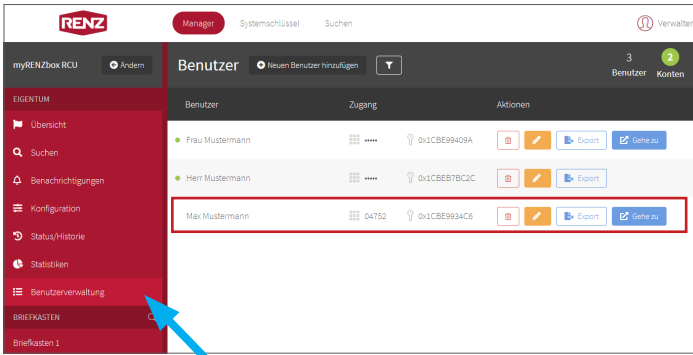 RENZ
Manager Systemschlüssel Suchen Verwalter
myRENZbox RCU Ändern
Benutzer Neuen Benutzer hinzufügen
3 Benutzer
2 Konten
EIGENTUM
Übersicht
Suchen
Benachrichtigungen
Konfiguration
Status/Historie
Statistiken
Benutzerverwaltung
BRIEFKASTEN
Briefkasten 1
Benutzer Zugang Aktionen
Frau Mustermann ••••• 0x1CBE99409A Export Gehe zu
Herr Mustermann ••••• 0x1CBEB7BC2C Export
Max Mustermann 04752 0x1CBE9934C6 Export Gehe zu